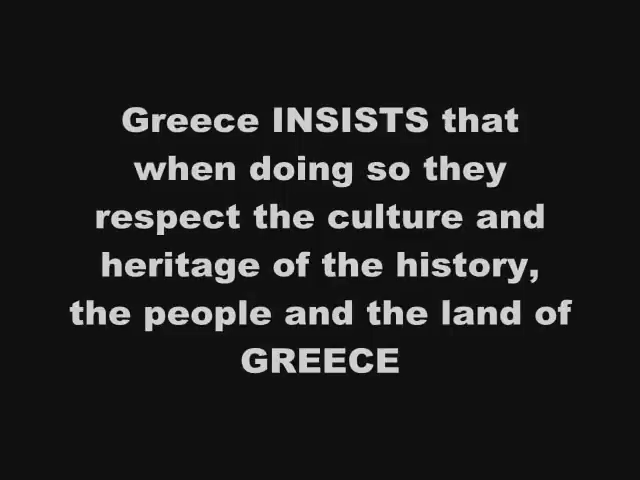 Greece INSISTS that
when doing so they
respect the culture and
heritage of the history,
the people and the land of
GREECE